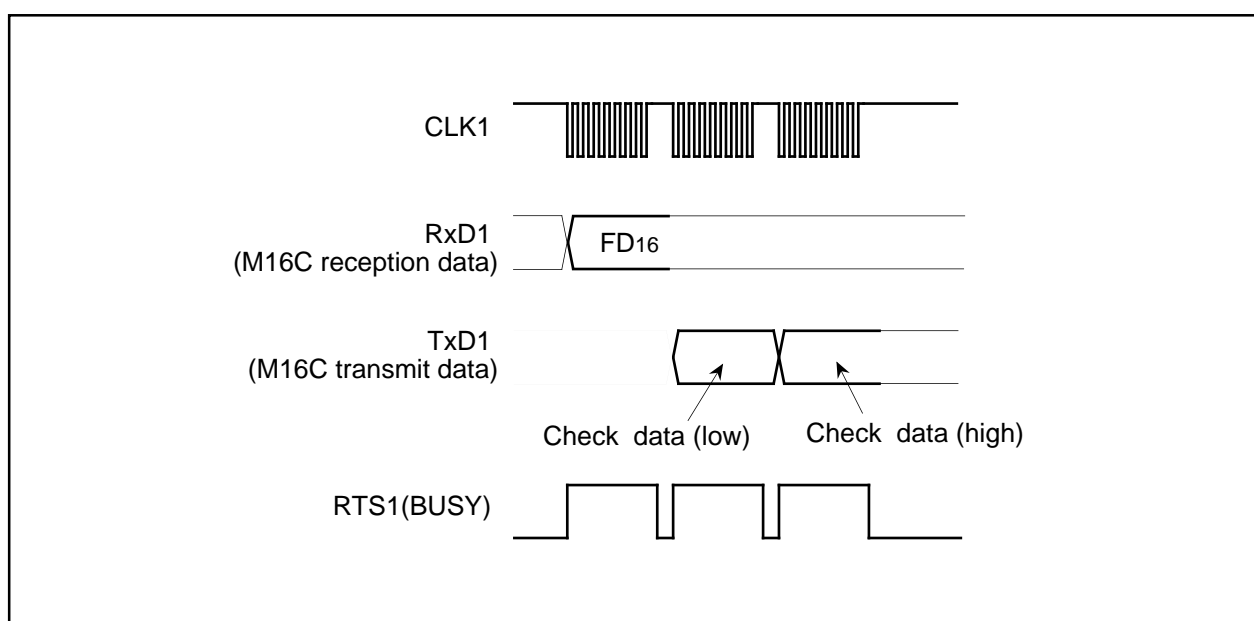 CLK1
RxD1
(M16C reception data)
FD16
TxD1
(M16C transmit data)
Check data (low)
Check data (high)
RTS1(BUSY)